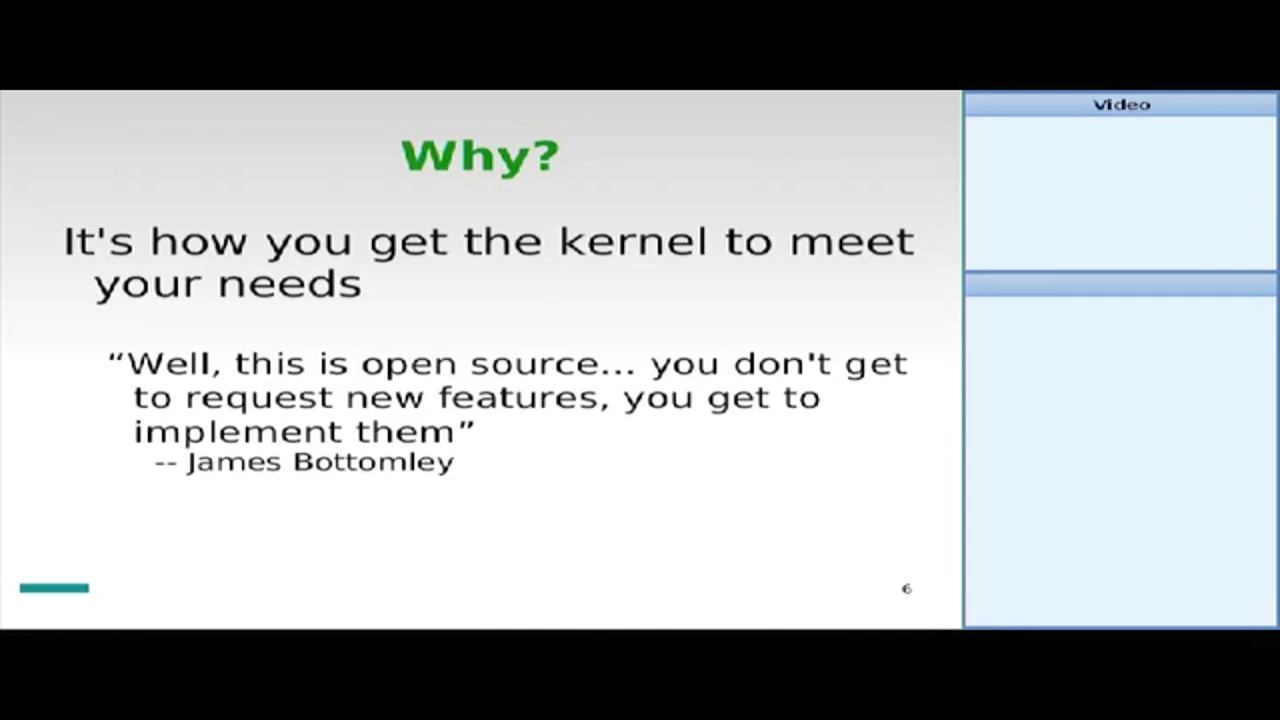 Why?
It's how you get the kernel to meet
your needs
“Well, this is open source... you don't get
to request new features, you get to
implement them”
-- James Bottomley
6
Video